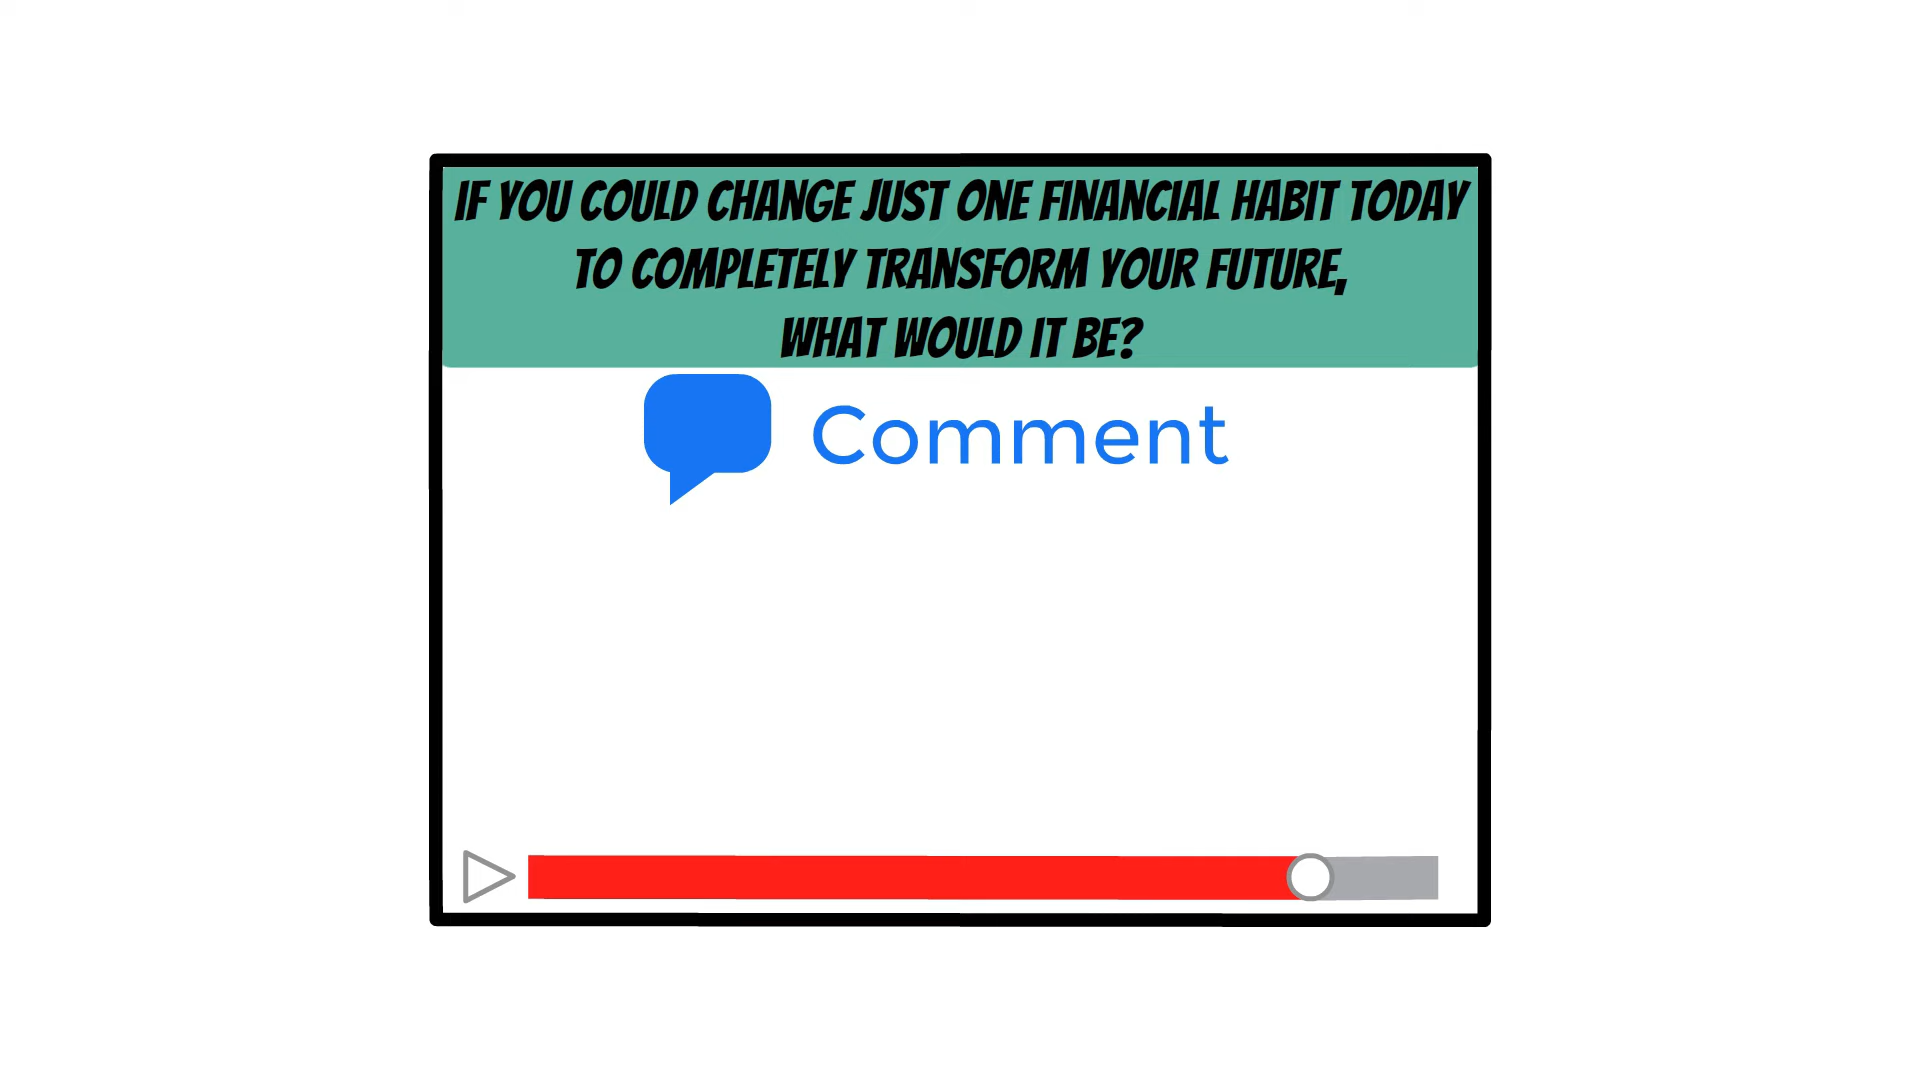 IF YOU COULD CHANGE JUST ONE FINANCIAL HABIT TODAY
TO COMPLETELY TRANSFORM YOUR FUTURE,
WHAT WOULD IT BE?
Comment